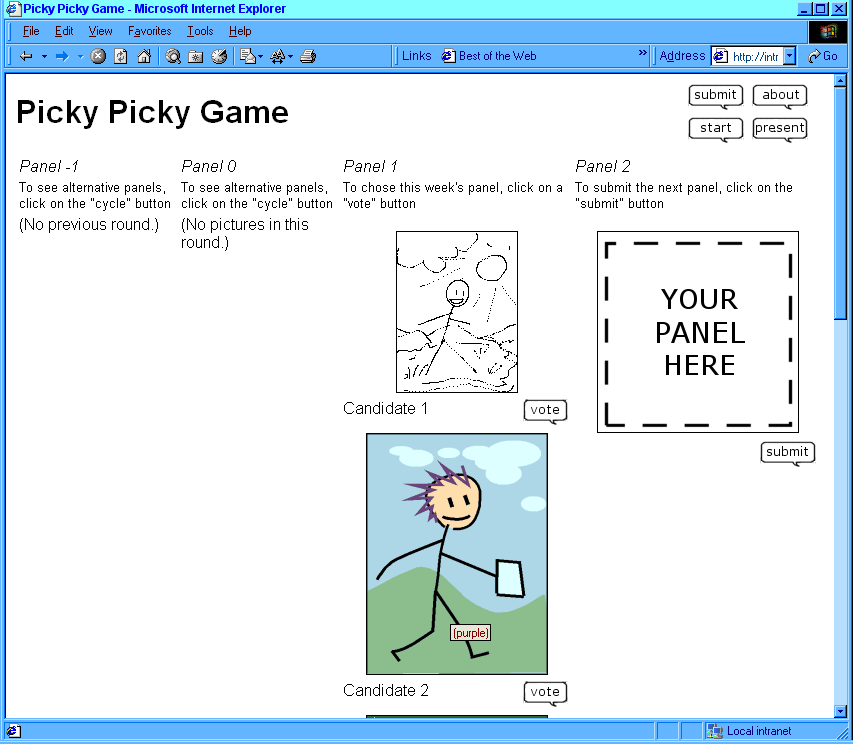 Picky Picky Game - Microsoft Internet Explorer
File Edit View Favorites Tools Help
Links Best of the Web » Address http://intr Go
submit about
Picky Picky Game
start present
Panel -1
To see alternative panels,
click on the "cycle" button
(No previous round.)
Panel 0
To see alternative panels,
click on the "cycle" button
(No pictures in this
round.)
Panel 1
To chose this week's panel, click on a
"vote" button
Candidate 1
vote
(purple)
Candidate 2
vote
Panel 2
To submit the next panel, click on the
"submit" button
YOUR
PANEL
HERE
submit
Local intranet